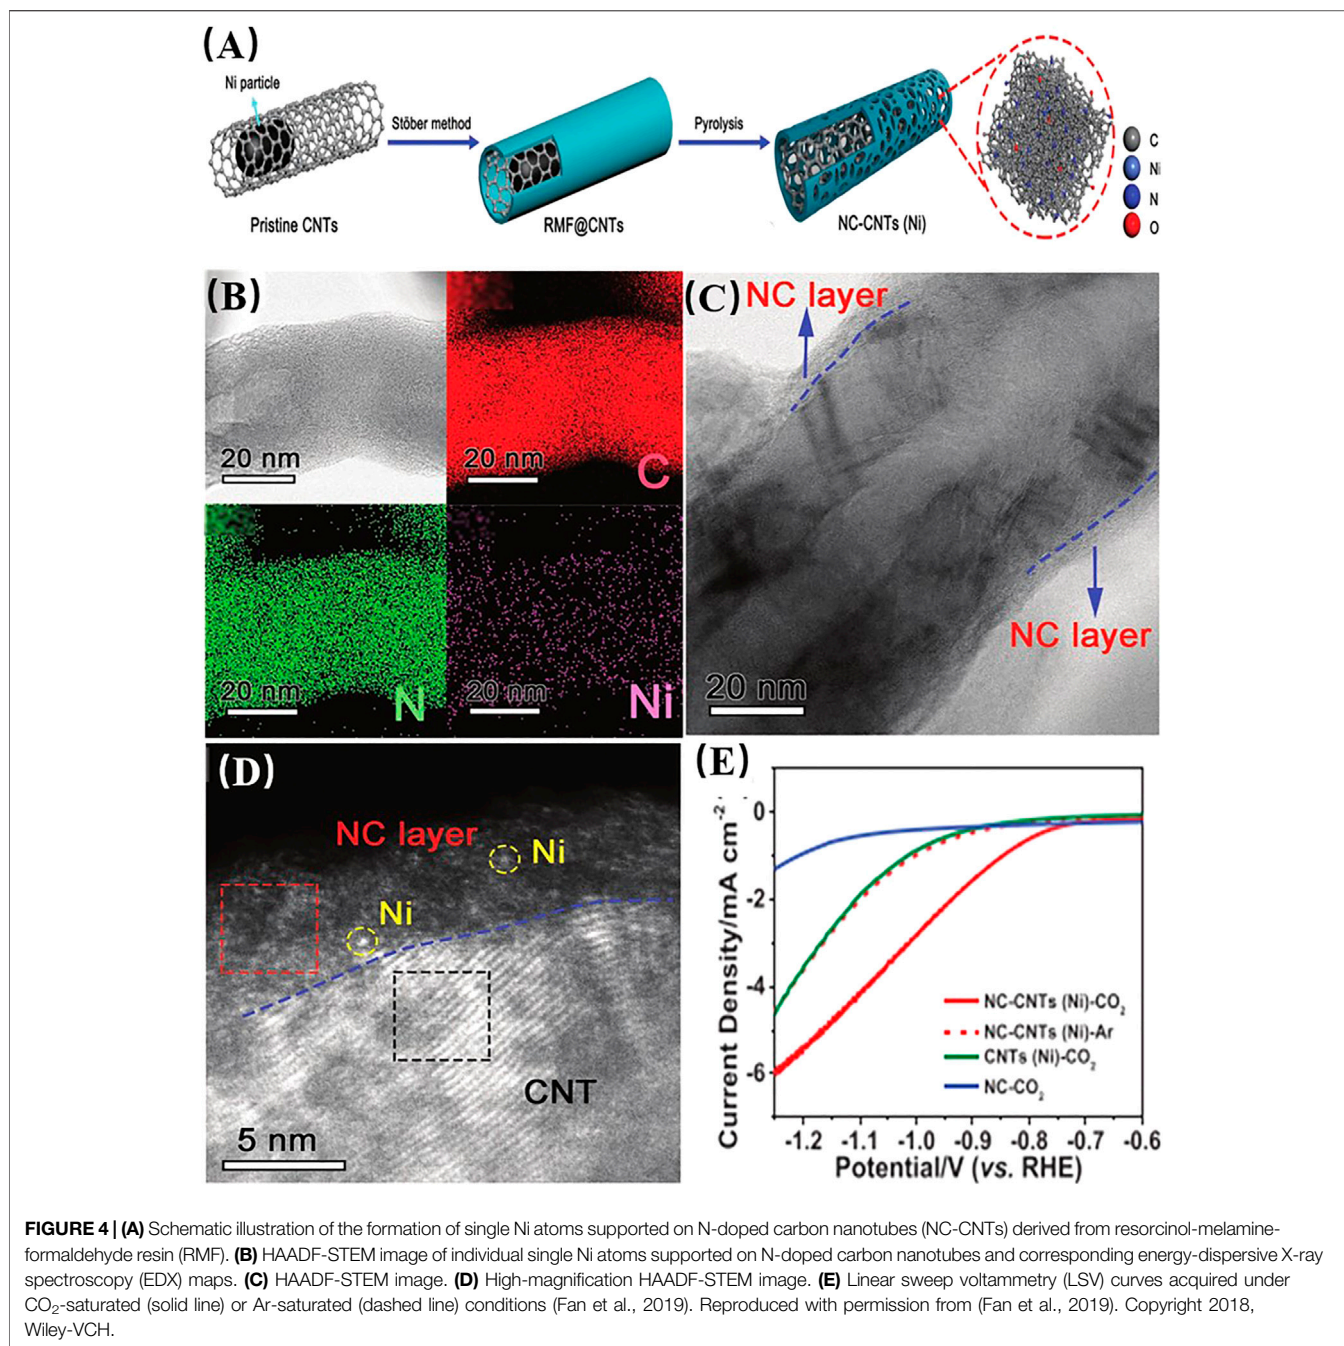 (A)
Ni particle
Stöber method
Pyrolysis
C
Ni
N
O
Pristine CNTs
RMF@CNTs
NC-CNTs (Ni)
(B)
20 nm
20 nm
C
20 nm
N
20 nm
Ni
(C)
NC layer
NC layer
20 nm
(D)
NC layer
Ni
Ni
CNT
5 nm
(E)
Current Density/mA cm⁻²
0
-2
-4
-6
NC-CNTs (Ni)-CO₂
NC-CNTs (Ni)-Ar
CNTs (Ni)-CO₂
NC-CO₂
-1.2 -1.1 -1.0 -0.9 -0.8 -0.7 -0.6
Potential/V (vs. RHE)
FIGURE 4 | (A) Schematic illustration of the formation of single Ni atoms supported on N-doped carbon nanotubes (NC-CNTs) derived from resorcinol-melamine-
formaldehyde resin (RMF). (B) HAADF-STEM image of individual single Ni atoms supported on N-doped carbon nanotubes and corresponding energy-dispersive X-ray
spectroscopy (EDX) maps. (C) HAADF-STEM image. (D) High-magnification HAADF-STEM image. (E) Linear sweep voltammetry (LSV) curves acquired under
CO₂-saturated (solid line) or Ar-saturated (dashed line) conditions (Fan et al., 2019). Reproduced with permission from (Fan et al., 2019). Copyright 2018,
Wiley-VCH.